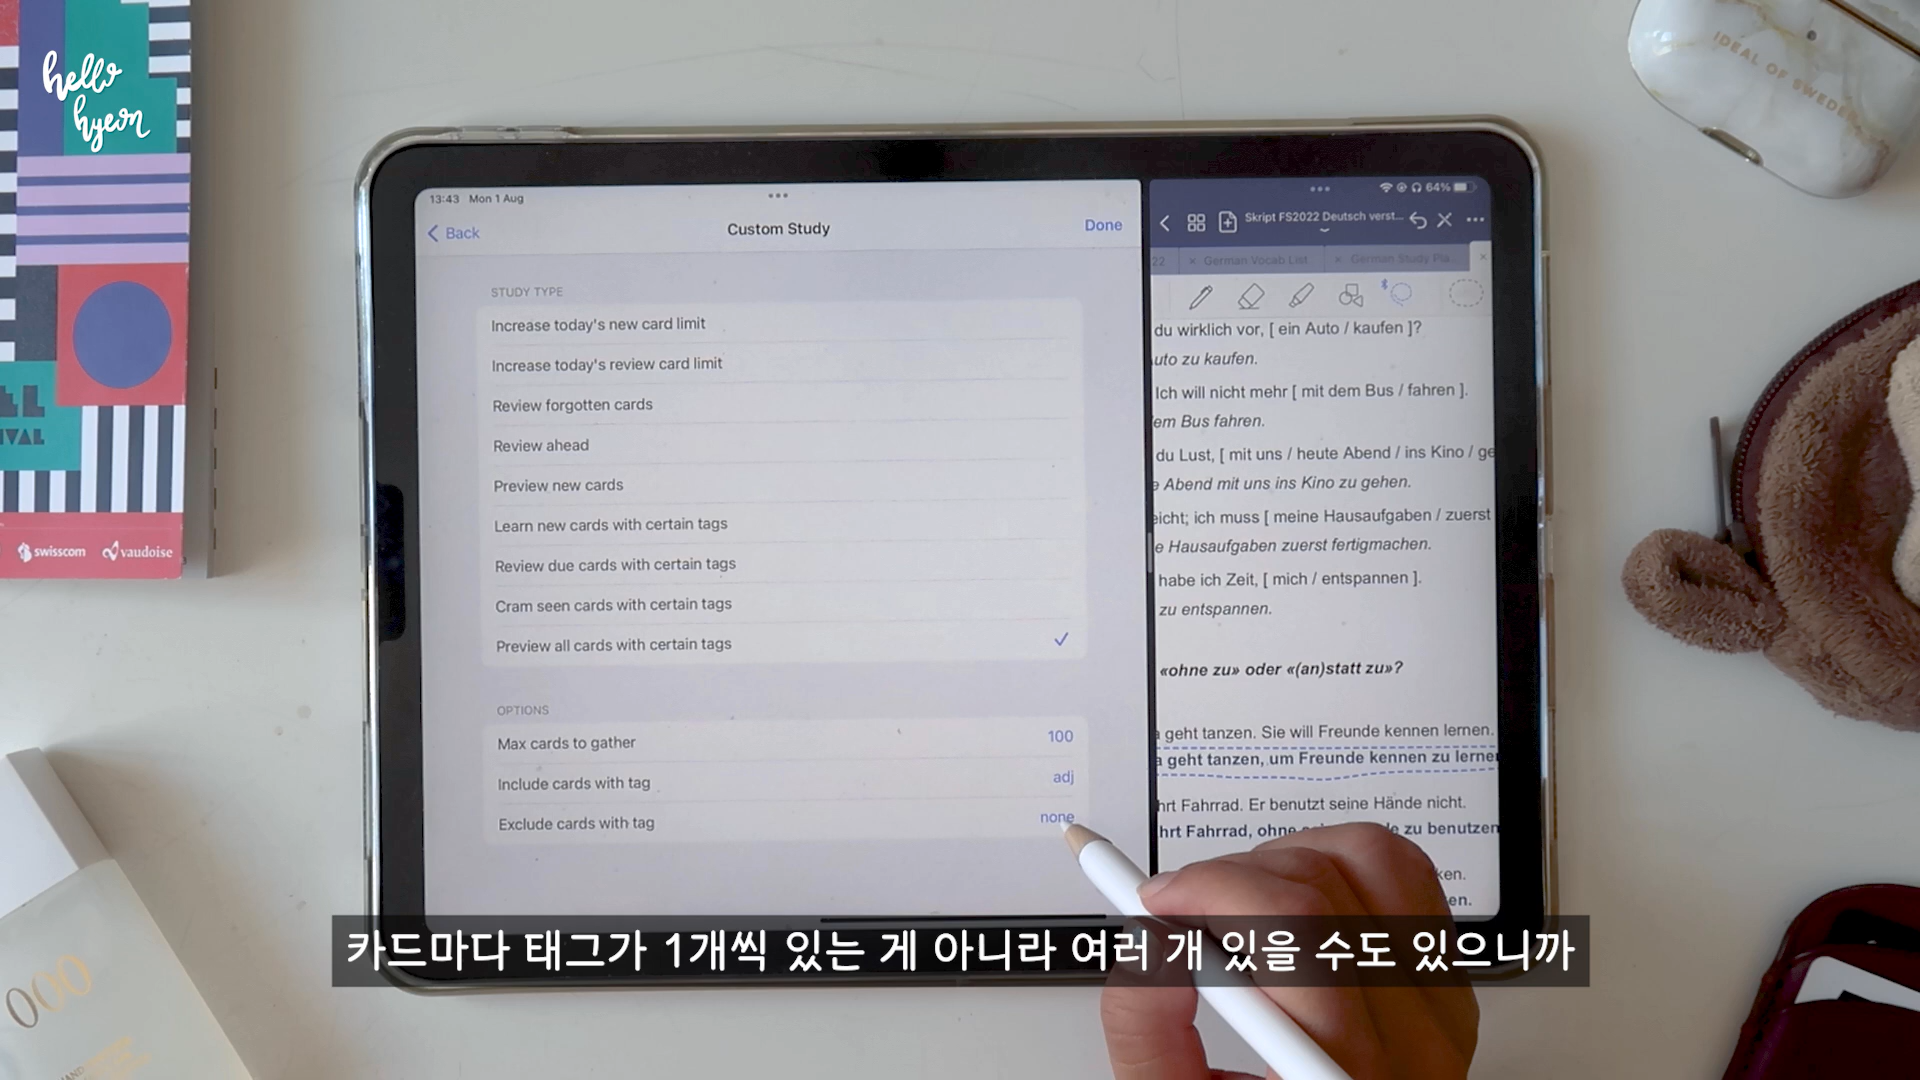 hello
hyeon
VAL
swisscom vaudoise
IDEAL OF SWEDEN
13:43 Mon 1 Aug
Back
Custom Study
Done
STUDY TYPE
Increase today's new card limit
Increase today's review card limit
Review forgotten cards
Review ahead
Preview new cards
Learn new cards with certain tags
Review due cards with certain tags
Cram seen cards with certain tags
Preview all cards with certain tags
OPTIONS
Max cards to gather 100
Include cards with tag adj
Exclude cards with tag none
64%
Skript FS2022 Deutsch verst...
22 × German Vocab List × German Study Pla...
du wirklich vor, [ ein Auto / kaufen ]?
uto zu kaufen.
Ich will nicht mehr [ mit dem Bus / fahren ].
em Bus fahren.
du Lust, [ mit uns / heute Abend / ins Kino / ge
e Abend mit uns ins Kino zu gehen.
eicht; ich muss [ meine Hausaufgaben / zuerst
e Hausaufgaben zuerst fertigmachen.
habe ich Zeit, [ mich / entspannen ].
zu entspannen.
«ohne zu» oder «(an)statt zu»?
geht tanzen. Sie will Freunde kennen lernen.
geht tanzen, um Freunde kennen zu lerne
hrt Fahrrad. Er benutzt seine Hände nicht.
hrt Fahrrad, ohne zu benutzen
ken.
en.
카드마다 태그가 1개씩 있는 게 아니라 여러 개 있을 수도 있으니까